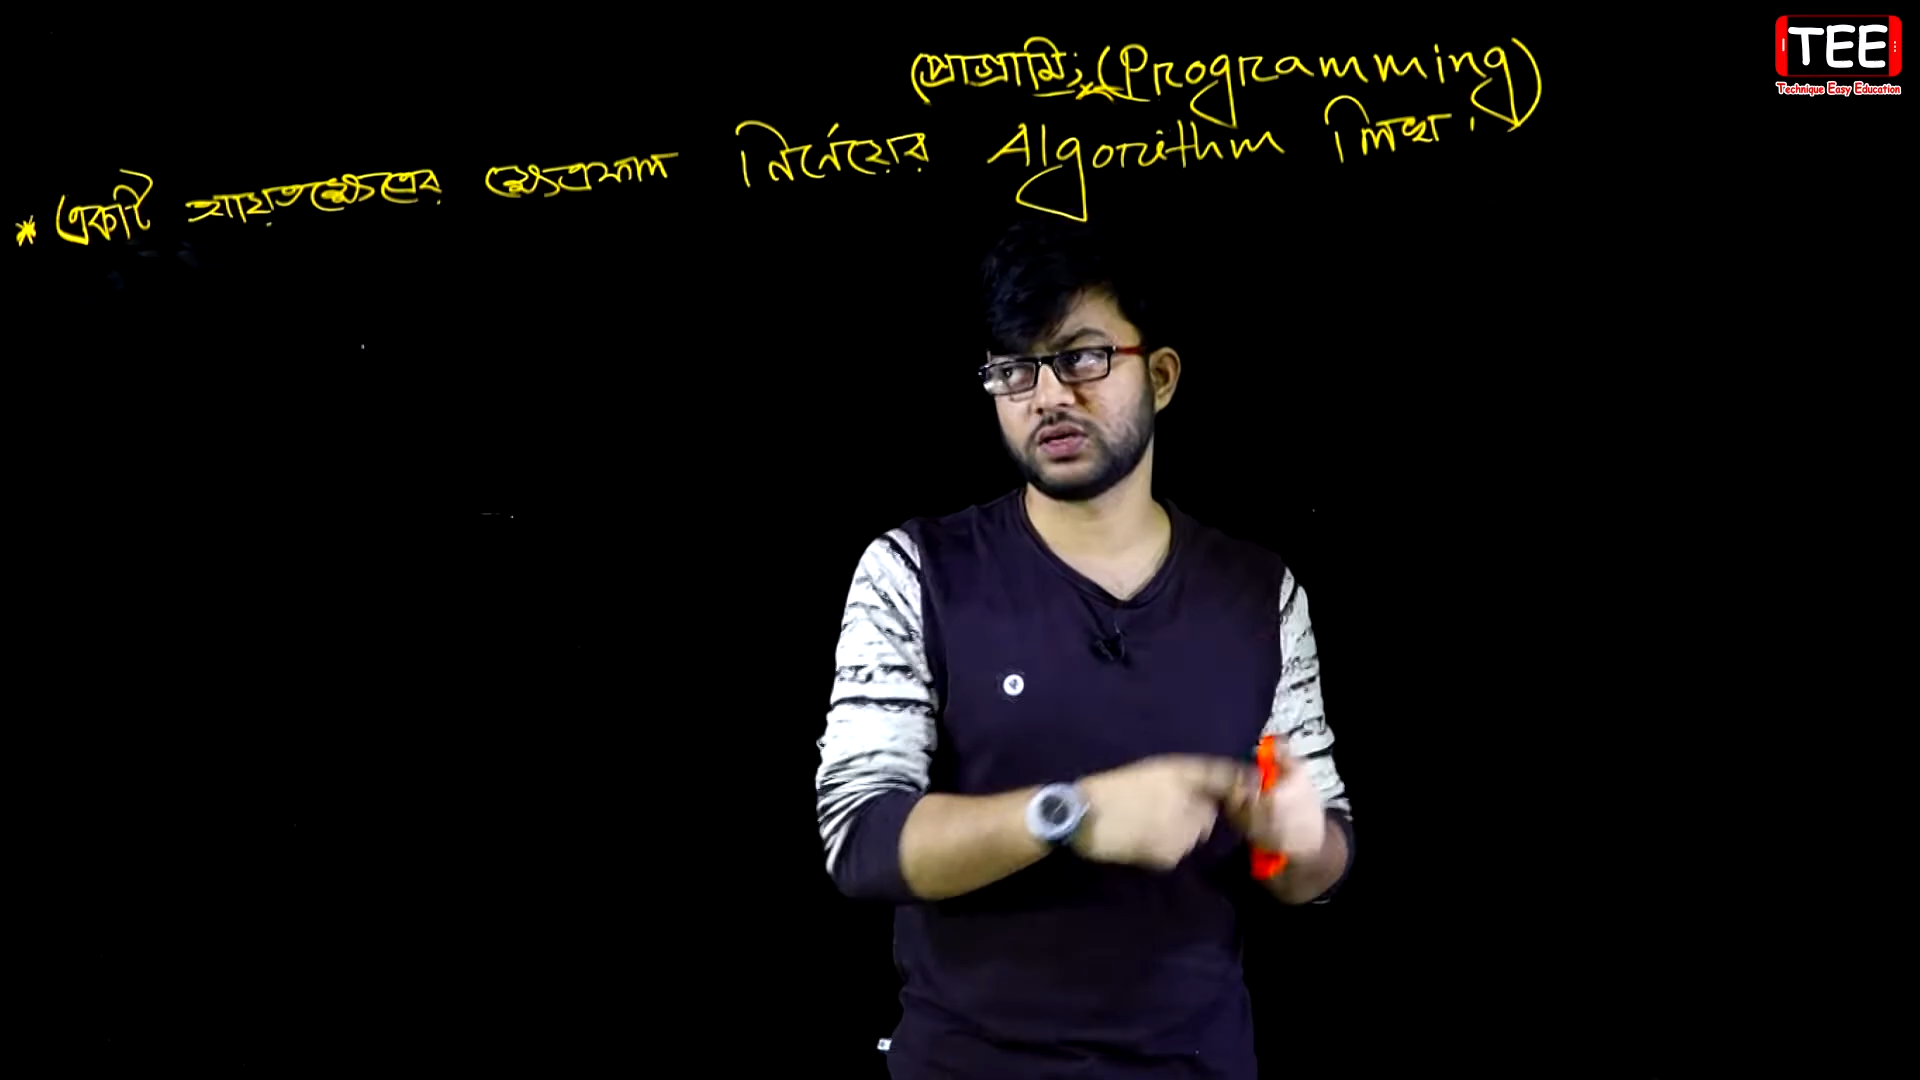 প্রোগ্রামিং (Programming)
* একটি আয়তক্ষেত্রের ক্ষেত্রফল নির্ণয়ের Algorithm লিখ।
TEE
Technique Easy Education